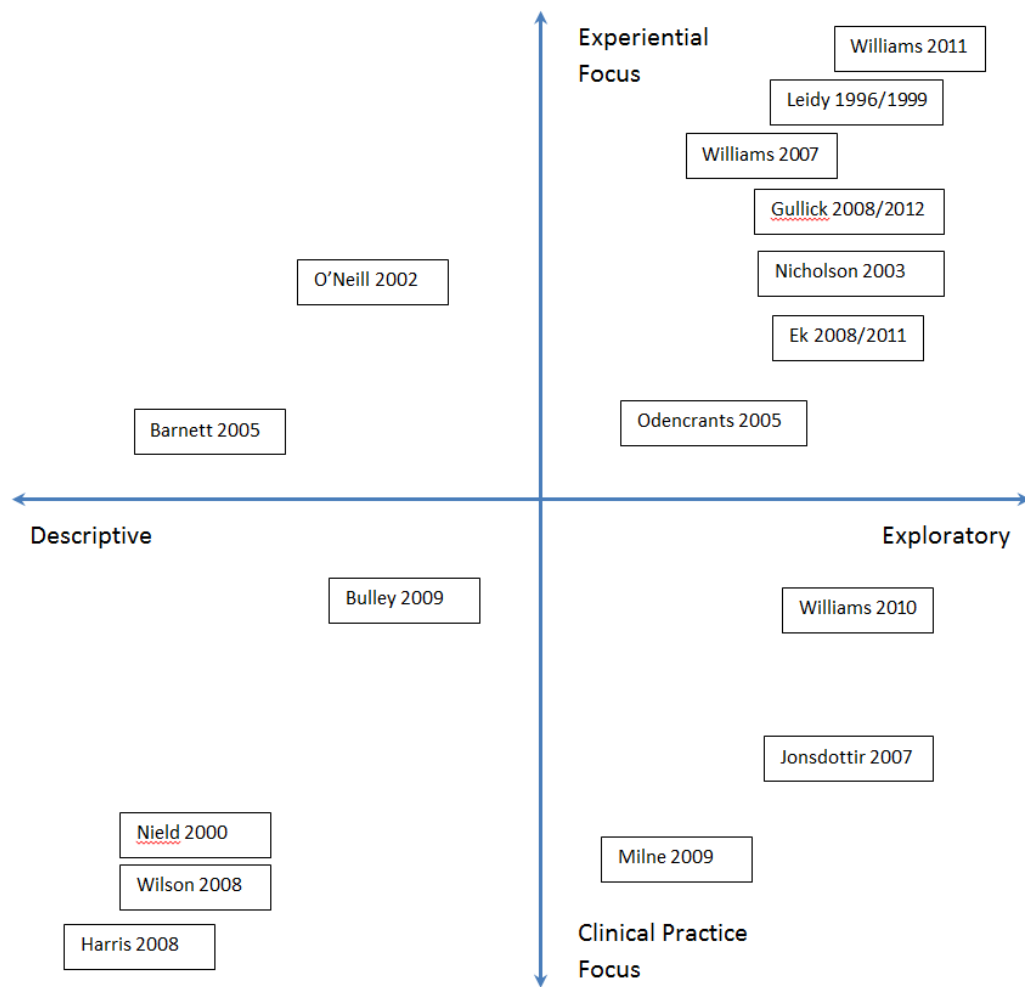 Experiential
Focus
Williams 2011
Leidy 1996/1999
Williams 2007
Gullick 2008/2012
O’Neill 2002
Nicholson 2003
Ek 2008/2011
Barnett 2005
Odencrants 2005
Descriptive
Exploratory
Bulley 2009
Williams 2010
Jonsdottir 2007
Nield 2000
Milne 2009
Wilson 2008
Harris 2008
Clinical Practice
Focus